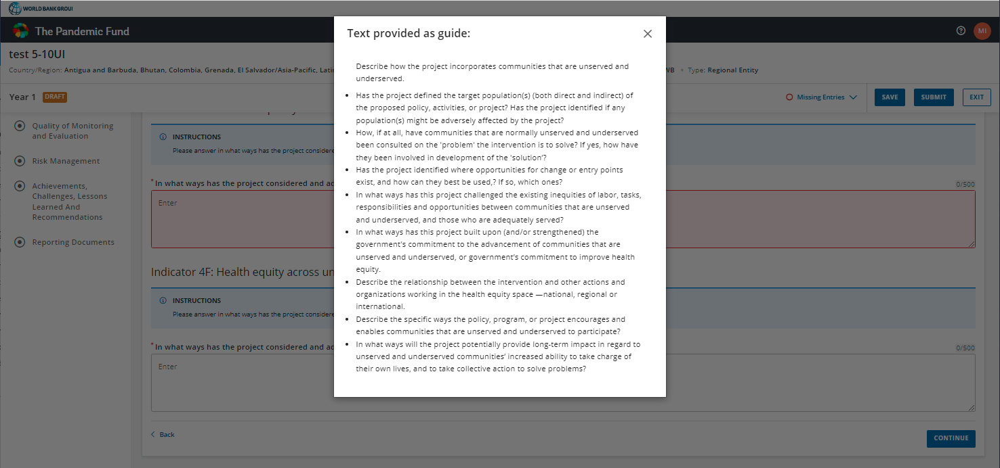 WORLD BANK GROUP
The Pandemic Fund
MI
test 5-10UI
Country/Region: Antigua and Barbuda, Bhutan, Colombia, Grenada, El Salvador/Asia-Pacific,
Type: Regional Entity
Year 1 DRAFT
Missing Entries
SAVE
SUBMIT
EXIT
Quality of Monitoring
and Evaluation
Risk Management
Achievements,
Challenges, Lessons
Learned And
Recommendations
Reporting Documents
INSTRUCTIONS
Please answer in what ways has the project
*In what ways has the project considered and
0/500
Enter
Indicator 4F: Health equity across
INSTRUCTIONS
Please answer in what ways has the project
*In what ways has the project considered and
0/500
Enter
Back
CONTINUE
Text provided as guide:
Describe how the project incorporates communities that are unserved and
underserved.
• Has the project defined the target population(s) (both direct and indirect) of
the proposed policy, activities, or project? Has the project identified if any
population(s) might be adversely affected by the project?
• How, if at all, have communities that are normally unserved and underserved
been consulted on the 'problem' the intervention is to solve? If yes, how have
they been involved in development of the 'solution'?
• Has the project identified where opportunities for change or entry points
exist, and how can they best be used,? If so, which ones?
• In what ways has this project challenged the existing inequities of labor, tasks,
responsibilities and opportunities between communities that are unserved
and underserved, and those who are adequately served?
• In what ways has this project built upon (and/or strengthened) the
government's commitment to the advancement of communities that are
unserved and underserved, or government's commitment to improve health
equity.
• Describe the relationship between the intervention and other actions and
organizations working in the health equity space —national, regional or
international.
• Describe the specific ways the policy, program, or project encourages and
enables communities that are unserved and underserved to participate?
• In what ways will the project potentially provide long-term impact in regard to
unserved and underserved communities' increased ability to take charge of
their own lives, and to take collective action to solve problems?